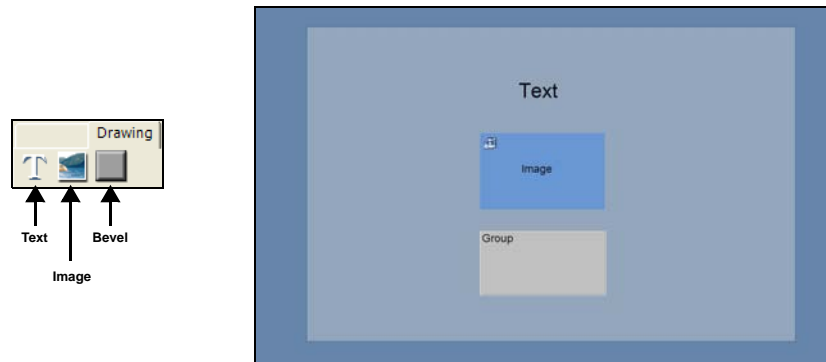 Drawing
T
Text
Bevel
Image
Text
Image
Group